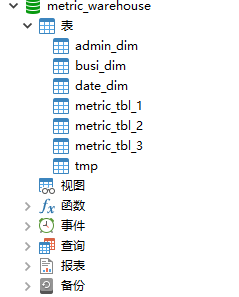 metric_warehouse
表
admin_dim
busi_dim
date_dim
metric_tbl_1
metric_tbl_2
metric_tbl_3
tmp
视图
fx 函数
事件
查询
报表
备份